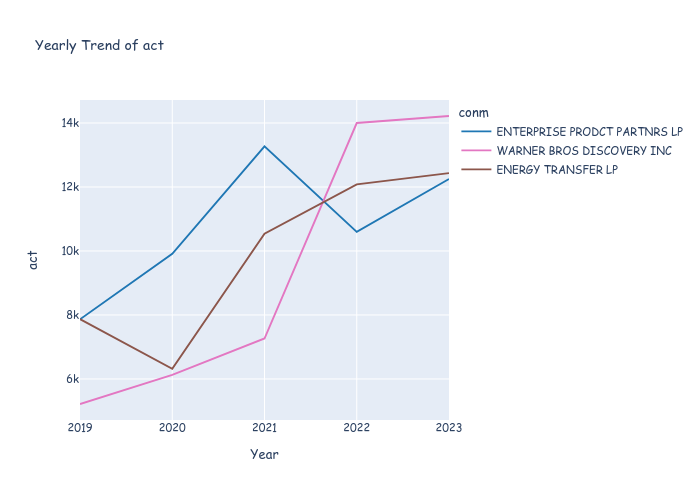 Yearly Trend of act
conm
ENTERPRISE PRODCT PARTNRS LP
WARNER BROS DISCOVERY INC
ENERGY TRANSFER LP
14k
12k
10k
8k
6k
act
2019 2020 2021 2022 2023
Year